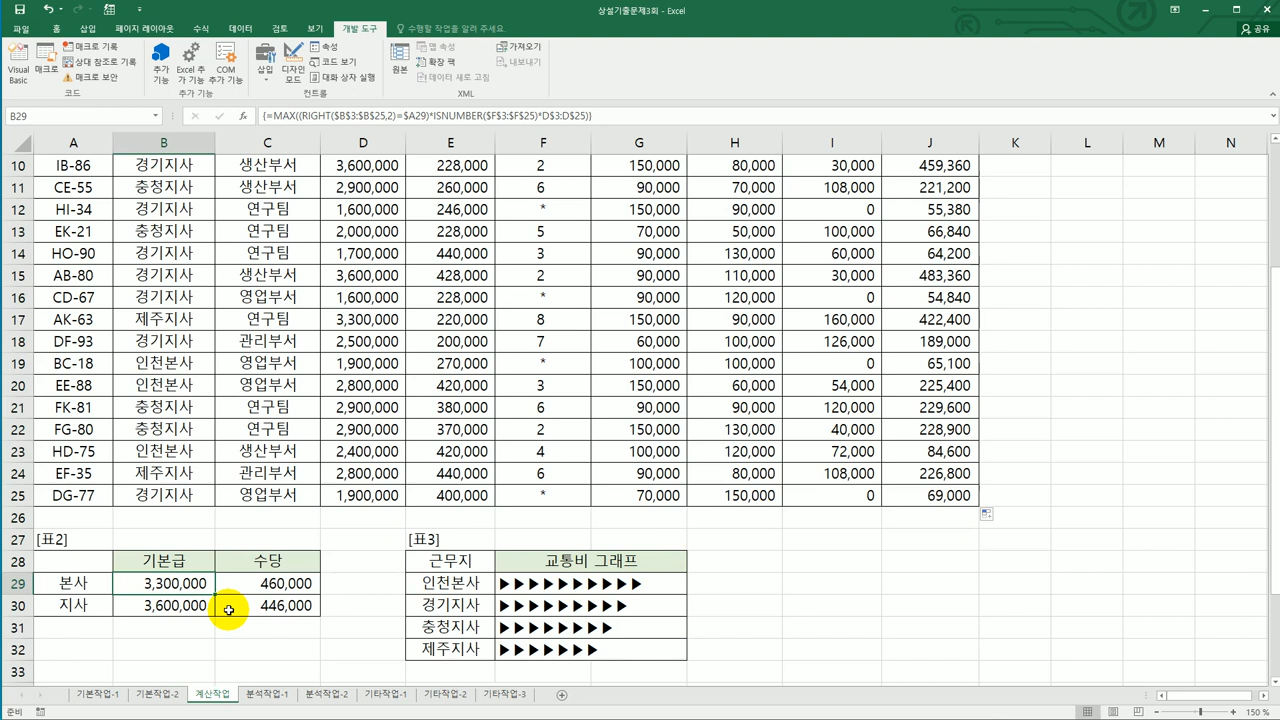 상설기출문제3회 - Excel
파일 홈 삽입 페이지 레이아웃 수식 데이터 검토 보기 개발 도구 수행할 작업을 알려 주세요. 공유
Visual Basic 매크로 매크로 기록 상대 참조로 기록 매크로 보안 코드
추가 기능 Excel 추가 기능 COM 추가 기능 추가 기능
삽입 디자인 모드 속성 코드 보기 대화 상자 실행 컨트롤
원본 맵 속성 확장 팩 데이터 새로 고침 가져오기 내보내기 XML
B29 fx {=MAX((RIGHT($B$3:$B$25,2)=$A29)*ISNUMBER($F$3:$F$25)*D$3:D$25)}
A B C D E F G H I J K L M N
10 IB-86 경기지사 생산부서 3,600,000 228,000 2 150,000 80,000 30,000 459,360
11 CE-55 충청지사 생산부서 2,900,000 260,000 6 90,000 70,000 108,000 221,200
12 HI-34 경기지사 연구팀 1,600,000 246,000 * 150,000 90,000 0 55,380
13 EK-21 충청지사 연구팀 2,000,000 228,000 5 70,000 50,000 100,000 66,840
14 HO-90 경기지사 연구팀 1,700,000 440,000 3 90,000 130,000 60,000 64,200
15 AB-80 경기지사 생산부서 3,600,000 428,000 2 90,000 110,000 30,000 483,360
16 CD-67 경기지사 영업부서 1,600,000 228,000 * 90,000 120,000 0 54,840
17 AK-63 제주지사 연구팀 3,300,000 220,000 8 150,000 90,000 160,000 422,400
18 DF-93 경기지사 관리부서 2,500,000 200,000 7 60,000 100,000 126,000 189,000
19 BC-18 인천본사 영업부서 1,900,000 270,000 * 100,000 100,000 0 65,100
20 EE-88 인천본사 영업부서 2,800,000 420,000 3 150,000 60,000 54,000 225,400
21 FK-81 충청지사 연구팀 2,900,000 380,000 6 90,000 90,000 120,000 229,600
22 FG-80 충청지사 연구팀 2,900,000 370,000 2 150,000 130,000 40,000 228,900
23 HD-75 인천본사 생산부서 2,400,000 420,000 4 100,000 120,000 72,000 84,600
24 EF-35 제주지사 관리부서 2,800,000 440,000 6 90,000 80,000 108,000 226,800
25 DG-77 경기지사 영업부서 1,900,000 400,000 * 70,000 150,000 0 69,000
26
27 [표2] [표3]
28 기본급 수당 근무지 교통비 그래프
29 본사 3,300,000 460,000 인천본사 ▶▶▶▶▶▶▶▶▶▶
30 지사 3,600,000 446,000 경기지사 ▶▶▶▶▶▶▶▶▶
31 충청지사 ▶▶▶▶▶▶▶▶
32 제주지사 ▶▶▶▶▶▶▶
33
기본작업-1 기본작업-2 계산작업 분석작업-1 분석작업-2 기타작업-1 기타작업-2 기타작업-3
준비 150 %